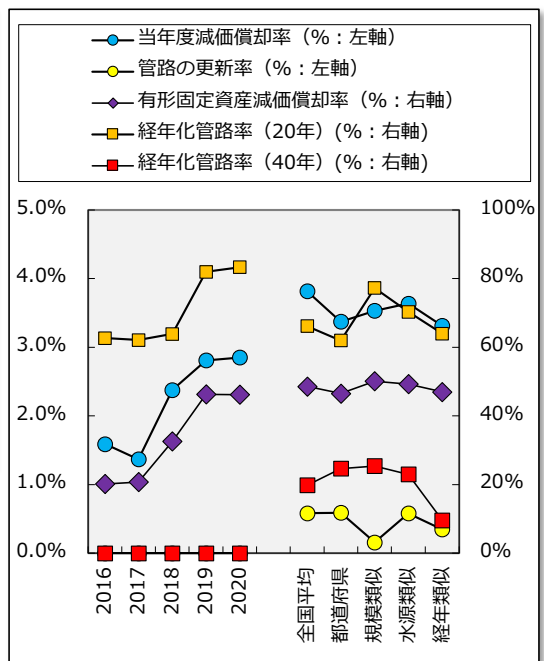 当年度減価償却率（%：左軸）
管路の更新率（%：左軸）
有形固定資産減価償却率（%：右軸）
経年化管路率（20年）(%：右軸)
経年化管路率（40年）(%：右軸)
5.0% 100%
4.0% 80%
3.0% 60%
2.0% 40%
1.0% 20%
0.0% 0%
2016
2017
2018
2019
2020
全国平均
都道府県
規模類似
水源類似
経年類似